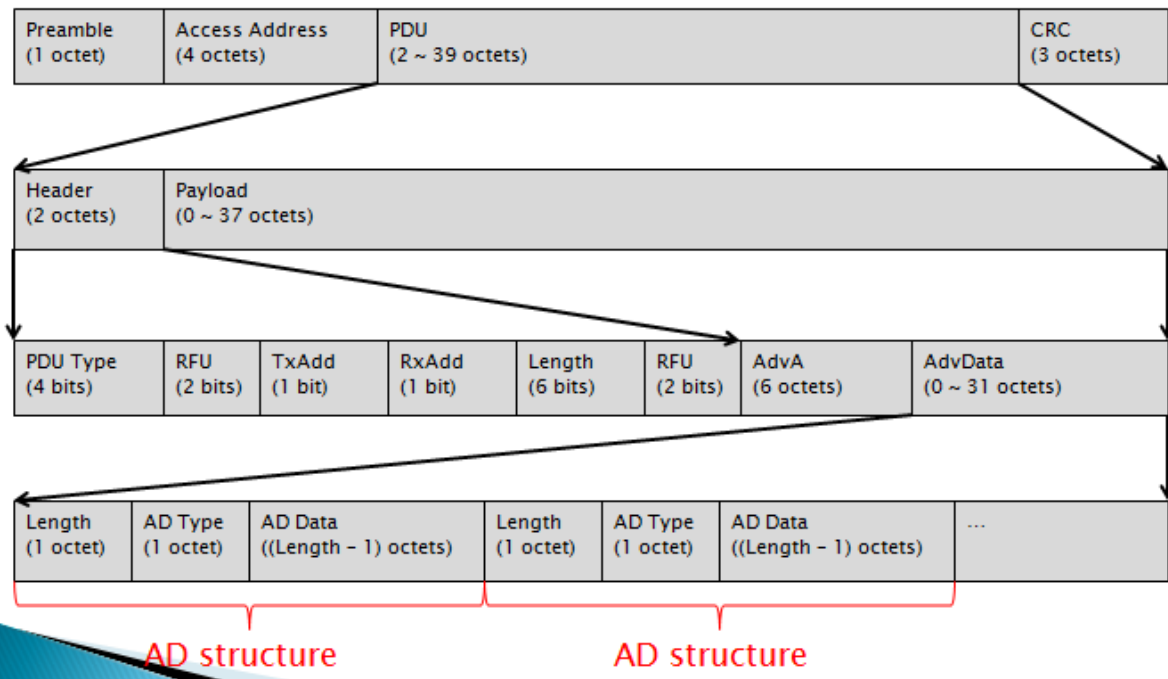 Preamble
(1 octet)
Access Address
(4 octets)
PDU
(2 ~ 39 octets)
CRC
(3 octets)
Header
(2 octets)
Payload
(0 ~ 37 octets)
PDU Type
(4 bits)
RFU
(2 bits)
TxAdd
(1 bit)
RxAdd
(1 bit)
Length
(6 bits)
RFU
(2 bits)
AdvA
(6 octets)
AdvData
(0 ~ 31 octets)
Length
(1 octet)
AD Type
(1 octet)
AD Data
((Length – 1) octets)
Length
(1 octet)
AD Type
(1 octet)
AD Data
((Length – 1) octets)
...
AD structure
AD structure